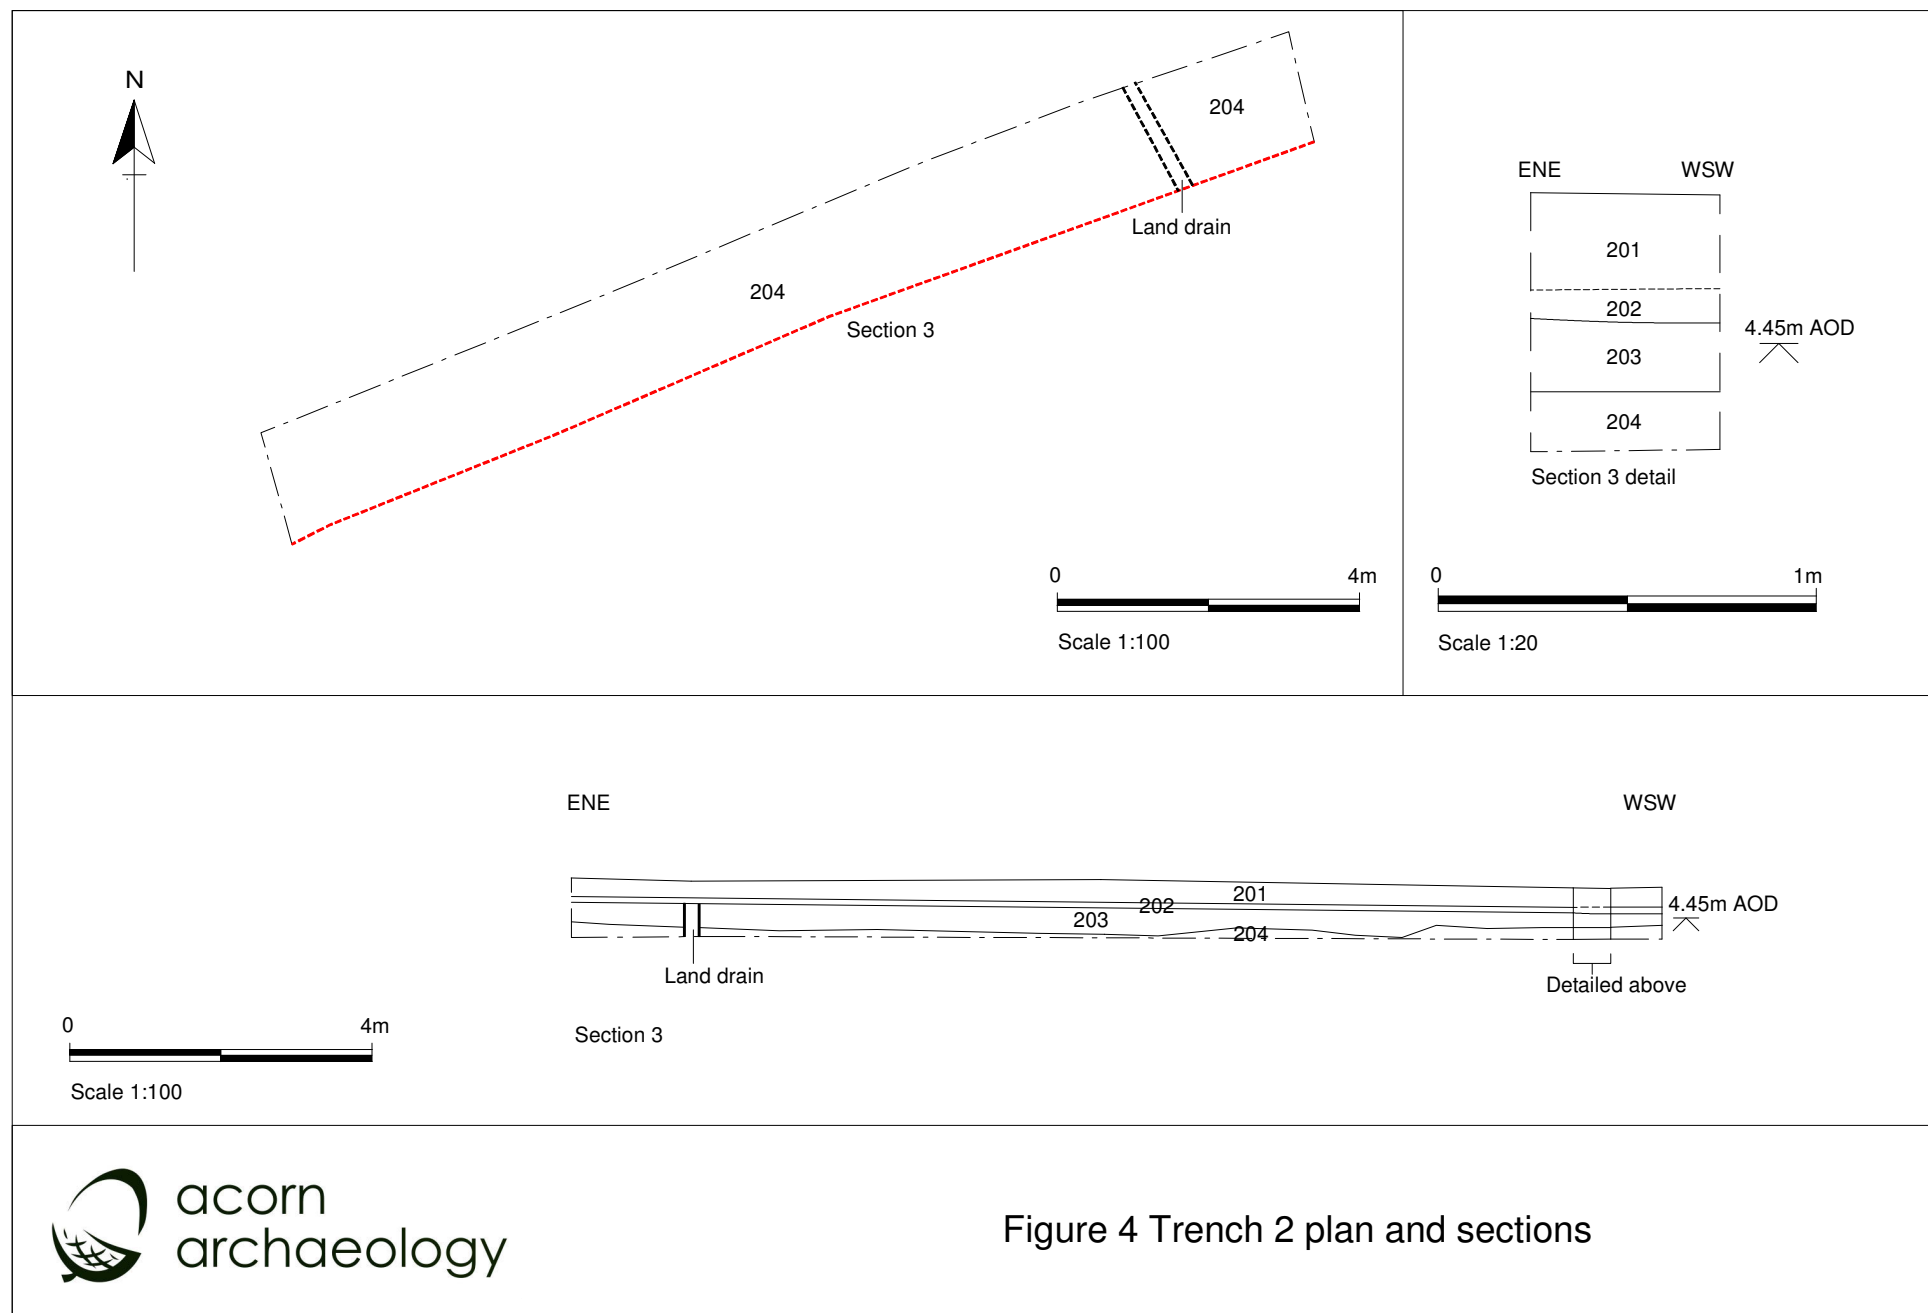 N
204
Land drain
204
Section 3
0 4m
Scale 1:100
ENE WSW
201
202
4.45m AOD
203
204
Section 3 detail
0 1m
Scale 1:20
ENE WSW
201
202
4.45m AOD
203
204
Land drain
Detailed above
Section 3
0 4m
Scale 1:100
acorn
archaeology
Figure 4 Trench 2 plan and sections